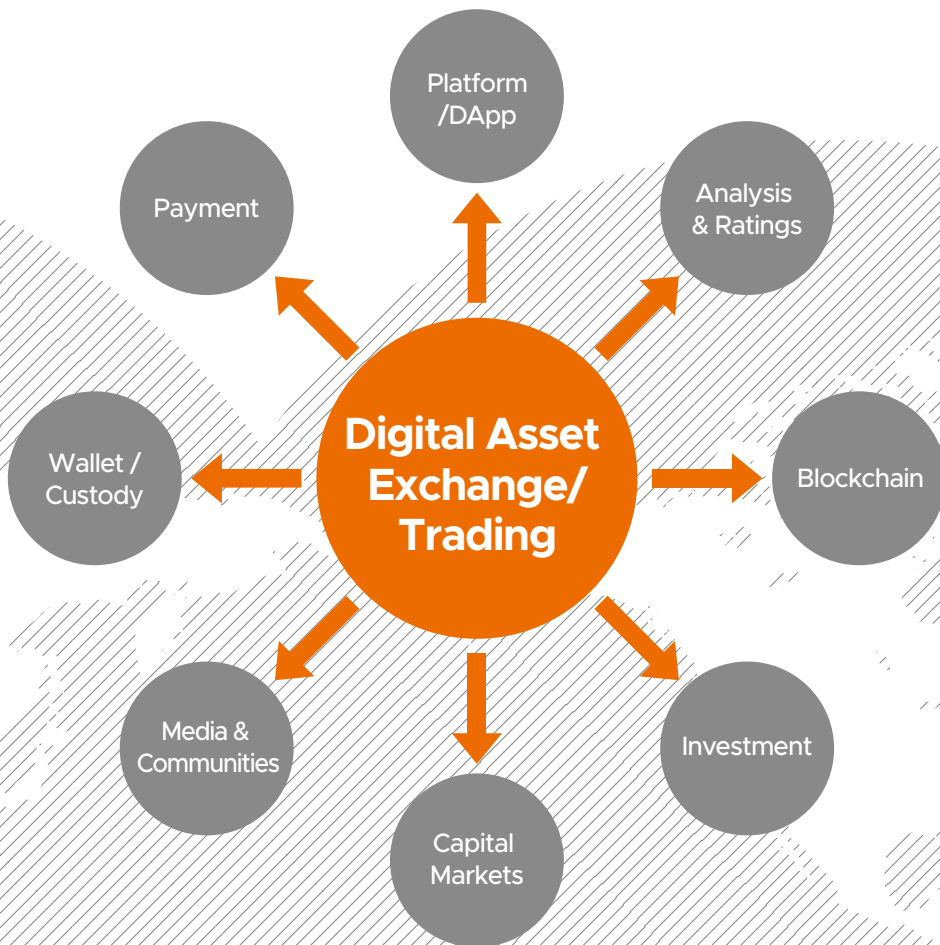 Platform
/DApp
Payment
Analysis
& Ratings
Digital Asset
Exchange/
Trading
Wallet /
Custody
Blockchain
Media &
Communities
Investment
Capital
Markets